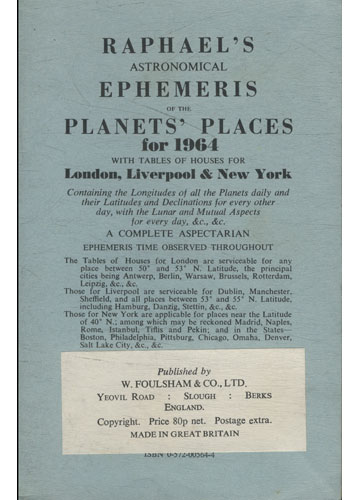 RAPHAEL'S
ASTRONOMICAL
EPHEMERIS
OF THE
PLANETS' PLACES
for 1964
WITH TABLES OF HOUSES FOR
London, Liverpool & New York
Containing the Longitudes of all the Planets daily and
their Latitudes and Declinations for every other
day, with the Lunar and Mutual Aspects
for every day, &c., &c.
A COMPLETE ASPECTARIAN
EPHEMERIS TIME OBSERVED THROUGHOUT
The Tables of Houses for London are serviceable for any
place between 50° and 53° N. Latitude, the principal
cities being Antwerp, Berlin, Warsaw, Brussels, Rotterdam,
Leipzig, &c., &c.
Those for Liverpool are serviceable for Dublin, Manchester,
Sheffield, and all places between 53° and 55° N. Latitude,
including Hamburg, Danzig, Stettin, &c., &c.
Those for New York are applicable for places near the Latitude
of 40° N.; among which may be reckoned Madrid, Naples,
Rome, Istanbul, Tiflis and Pekin; and in the States—
Boston, Philadelphia, Pittsburg, Chicago, Omaha, Denver,
Salt Lake City, &c., &c.
Published by
W. FOULSHAM & CO., LTD.
YEOVIL ROAD : SLOUGH : BERKS
ENGLAND.
Copyright. Price 80p net. Postage extra.
MADE IN GREAT BRITAIN
ISBN 0-572-00564-4